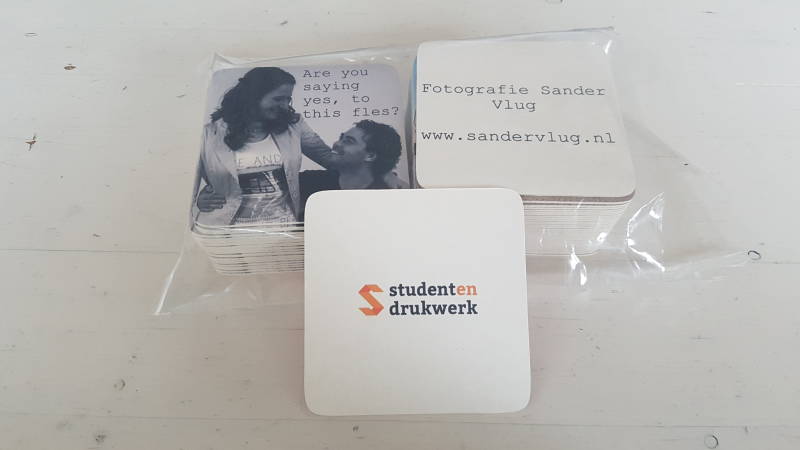 Are you
saying
yes, to
this fles?
Fotografie Sander
Vlug
www.sandervlug.nl
studenten
drukwerk